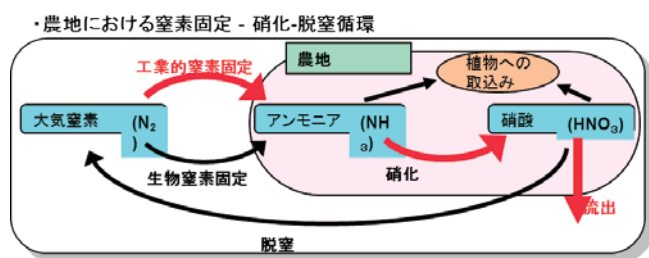 ・農地における窒素固定 - 硝化-脱窒循環
工業的窒素固定
農地
植物への
取込み
大気窒素
(N₂
)
アンモニア
(NH
₃)
硝酸
(HNO₃)
生物窒素固定
硝化
流出
脱窒